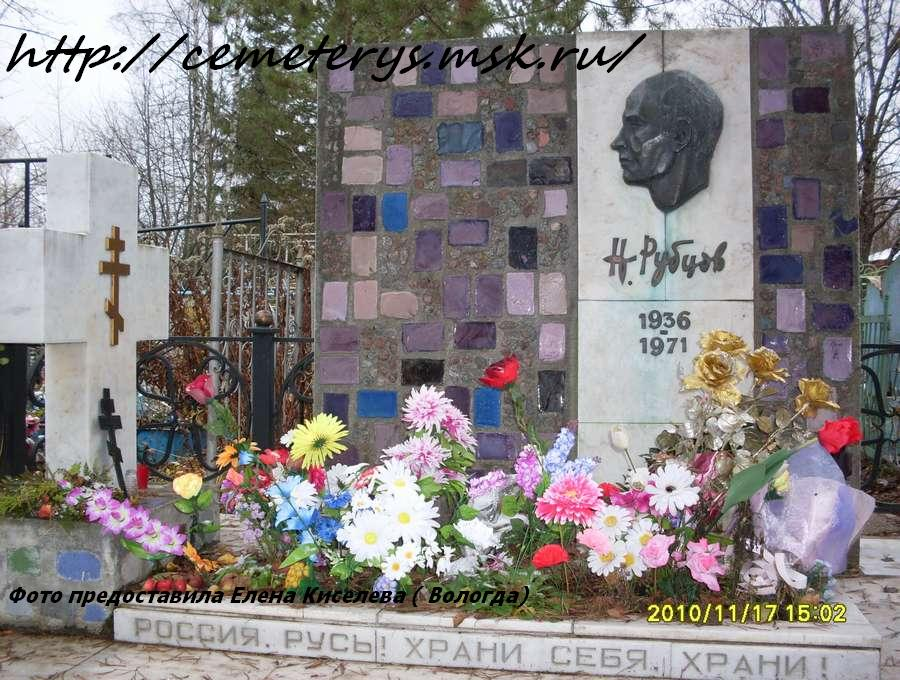 http://cemeterys.msk.ru/
Н. Рубцов
1936
-
1971
Фото предоставила Елена Киселева ( Вологда)
2010/11/17 15:02
РОССИЯ, РУСЬ! ХРАНИ СЕБЯ, ХРАНИ!